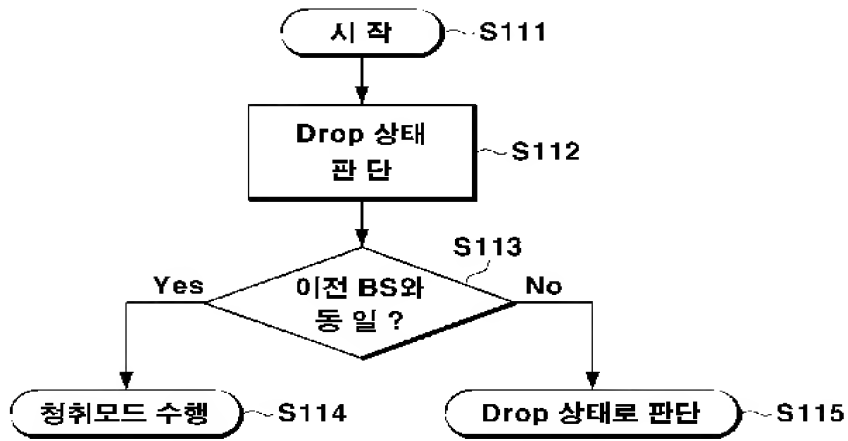 시 작 S111
Drop 상태
판 단
S112
S113
Yes
이전 BS와
동 일 ?
No
청취모드 수행 S114
Drop 상태로 판단 S115